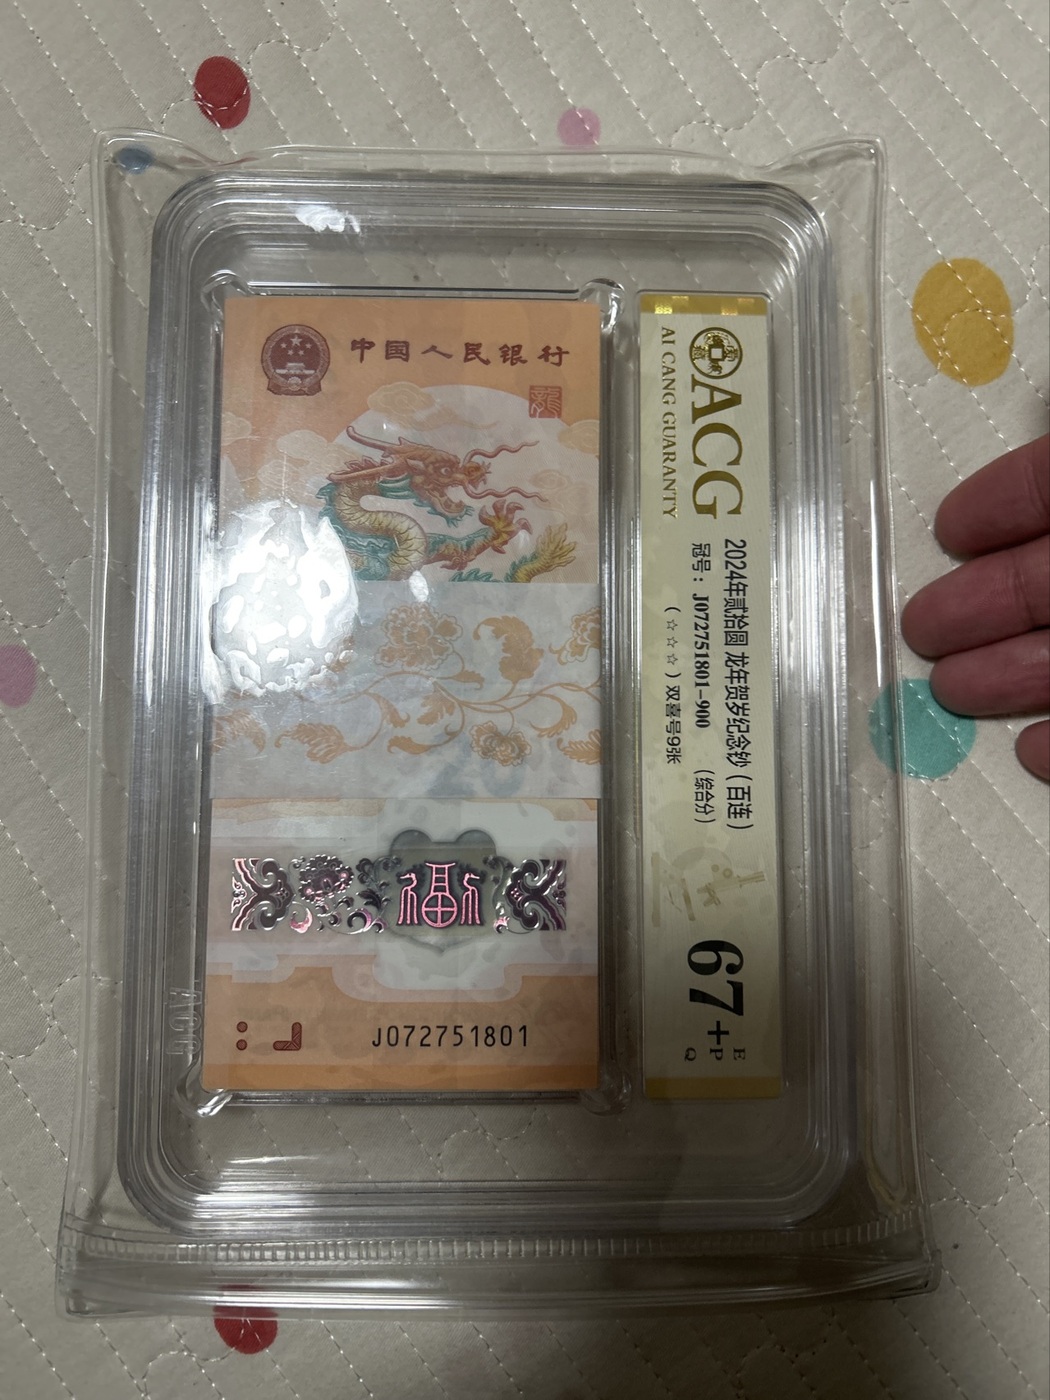 中国人民银行
龍
福
J072751801
ACG
AI CANG GUARANTY
2024年贰拾圆 龙年贺岁纪念钞（百连）
冠号：J072751801-900 （综合分）
（☆☆☆）双喜号9张
67+
E
P
Q
ACG